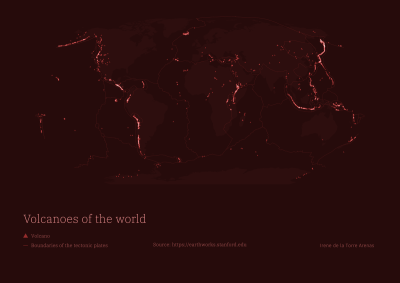 Volcanoes of the world
Volcano
Boundaries of the tectonic plates
Source: https://earthworks.stanford.edu
de la Torre Arenas